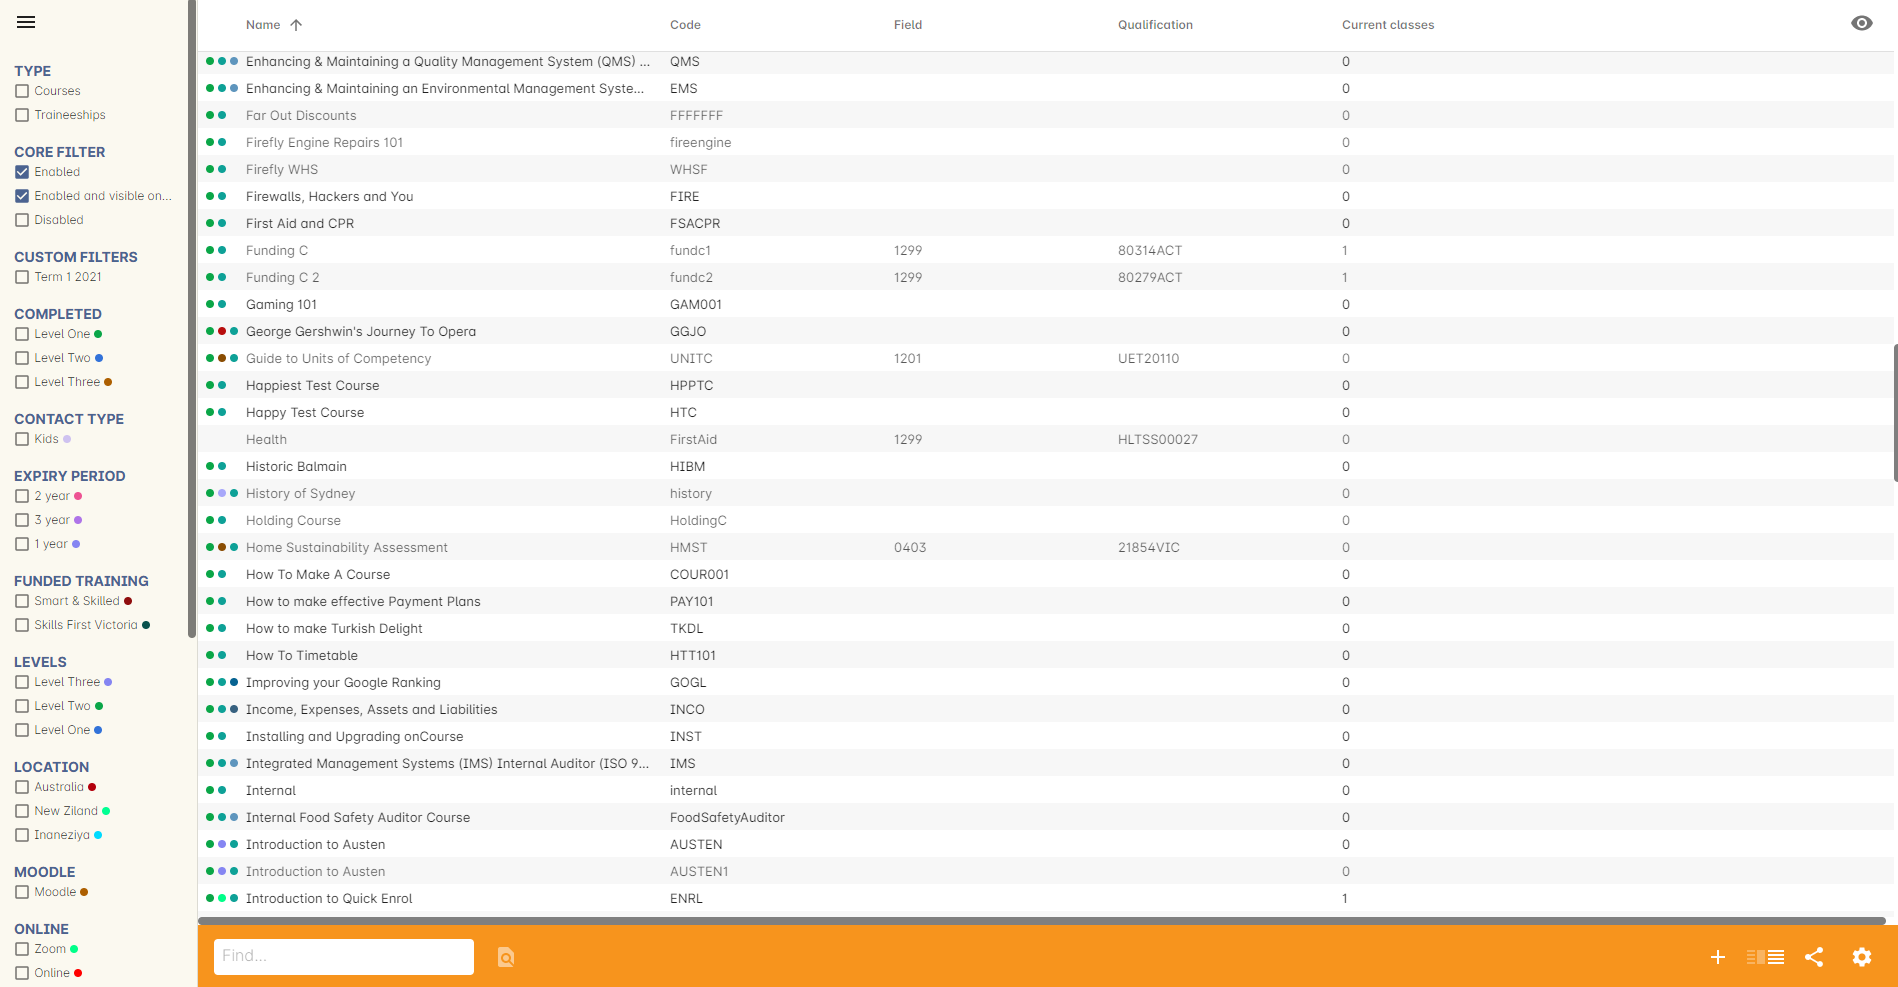 TYPE
Courses
Traineeships
CORE FILTER
Enabled
Enabled and visible on...
Disabled
CUSTOM FILTERS
Term 1 2021
COMPLETED
Level One
Level Two
Level Three
CONTACT TYPE
Kids
EXPIRY PERIOD
2 year
3 year
1 year
FUNDED TRAINING
Smart & Skilled
Skills First Victoria
LEVELS
Level Three
Level Two
Level One
LOCATION
Australia
New Ziland
Inaneziya
MOODLE
Moodle
ONLINE
Zoom
Online
Name Code Field Qualification Current classes
Enhancing & Maintaining a Quality Management System (QMS) ... QMS 0
Enhancing & Maintaining an Environmental Management Syste... EMS 0
Far Out Discounts FFFFFFF 0
Firefly Engine Repairs 101 fireengine 0
Firefly WHS WHSF 0
Firewalls, Hackers and You FIRE 0
First Aid and CPR FSACPR 0
Funding C fundc1 1299 80314ACT 1
Funding C 2 fundc2 1299 80279ACT 1
Gaming 101 GAM001 0
George Gershwin's Journey To Opera GGJO 0
Guide to Units of Competency UNITC 1201 UET20110 0
Happiest Test Course HPPTC 0
Happy Test Course HTC 0
Health FirstAid 1299 HLTSS00027 0
Historic Balmain HIBM 0
History of Sydney history 0
Holding Course HoldingC 0
Home Sustainability Assessment HMST 0403 21854VIC 0
How To Make A Course COUR001 0
How to make effective Payment Plans PAY101 0
How to make Turkish Delight TKDL 0
How To Timetable HTT101 0
Improving your Google Ranking GOGL 0
Income, Expenses, Assets and Liabilities INCO 0
Installing and Upgrading onCourse INST 0
Integrated Management Systems (IMS) Internal Auditor (ISO 9... IMS 0
Internal internal 0
Internal Food Safety Auditor Course FoodSafetyAuditor 0
Introduction to Austen AUSTEN 0
Introduction to Austen AUSTEN1 0
Introduction to Quick Enrol ENRL 1
Find...